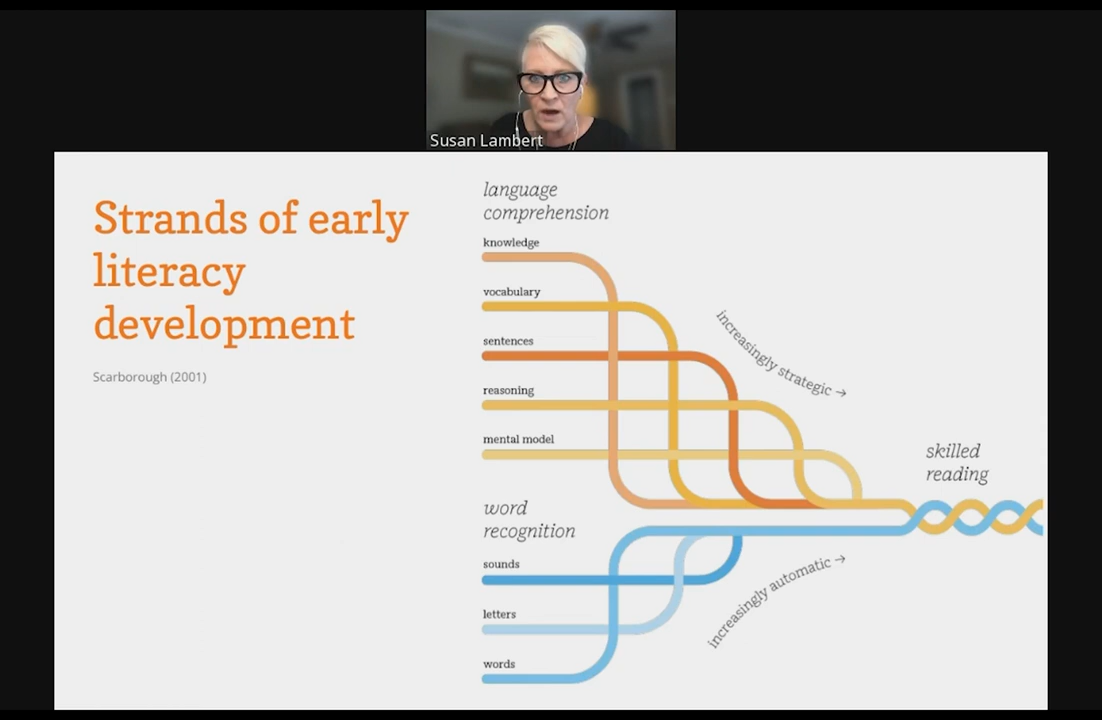 Susan Lambert
Strands of early
literacy
development
Scarborough (2001)
language
comprehension
knowledge
vocabulary
sentences
reasoning
mental model
increasingly strategic →
skilled
reading
word
recognition
sounds
letters
words
increasingly automatic →